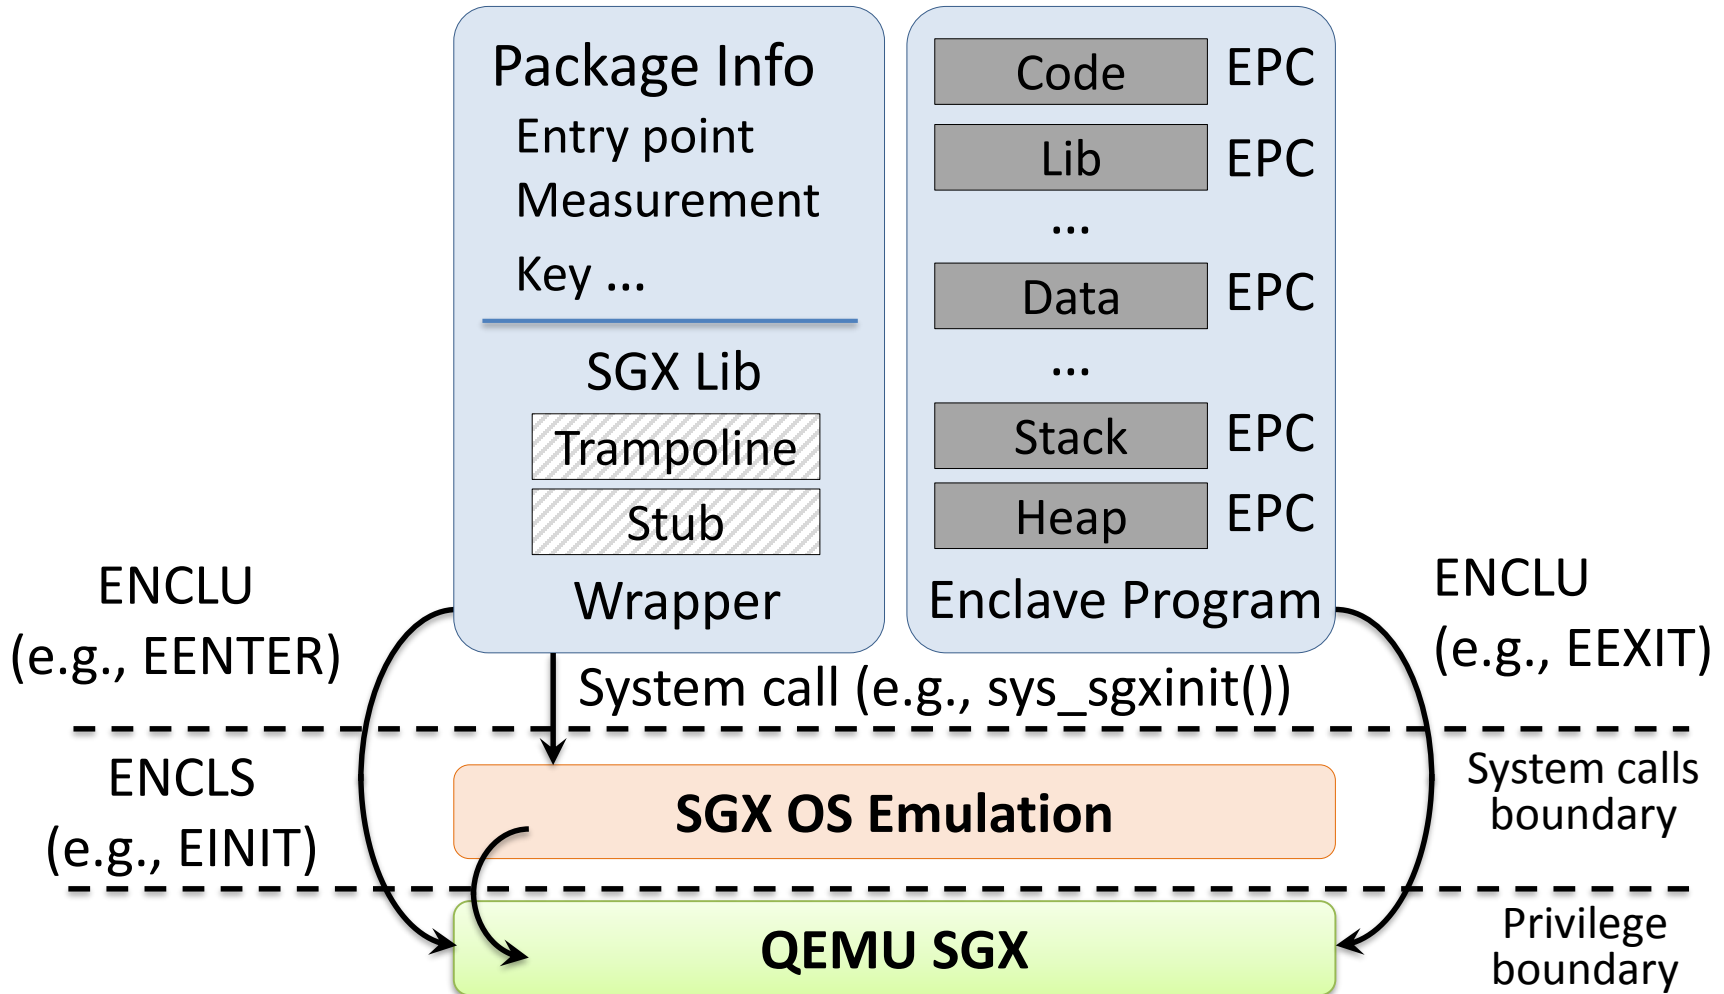 Package Info
Entry point
Measurement
Key ...
SGX Lib
Trampoline
Stub
Wrapper
Code EPC
Lib EPC
...
Data EPC
...
Stack EPC
Heap EPC
Enclave Program
ENCLU
(e.g., EENTER)
ENCLU
(e.g., EEXIT)
System call (e.g., sys_sgxinit())
ENCLS
(e.g., EINIT)
System calls
boundary
SGX OS Emulation
QEMU SGX
Privilege
boundary